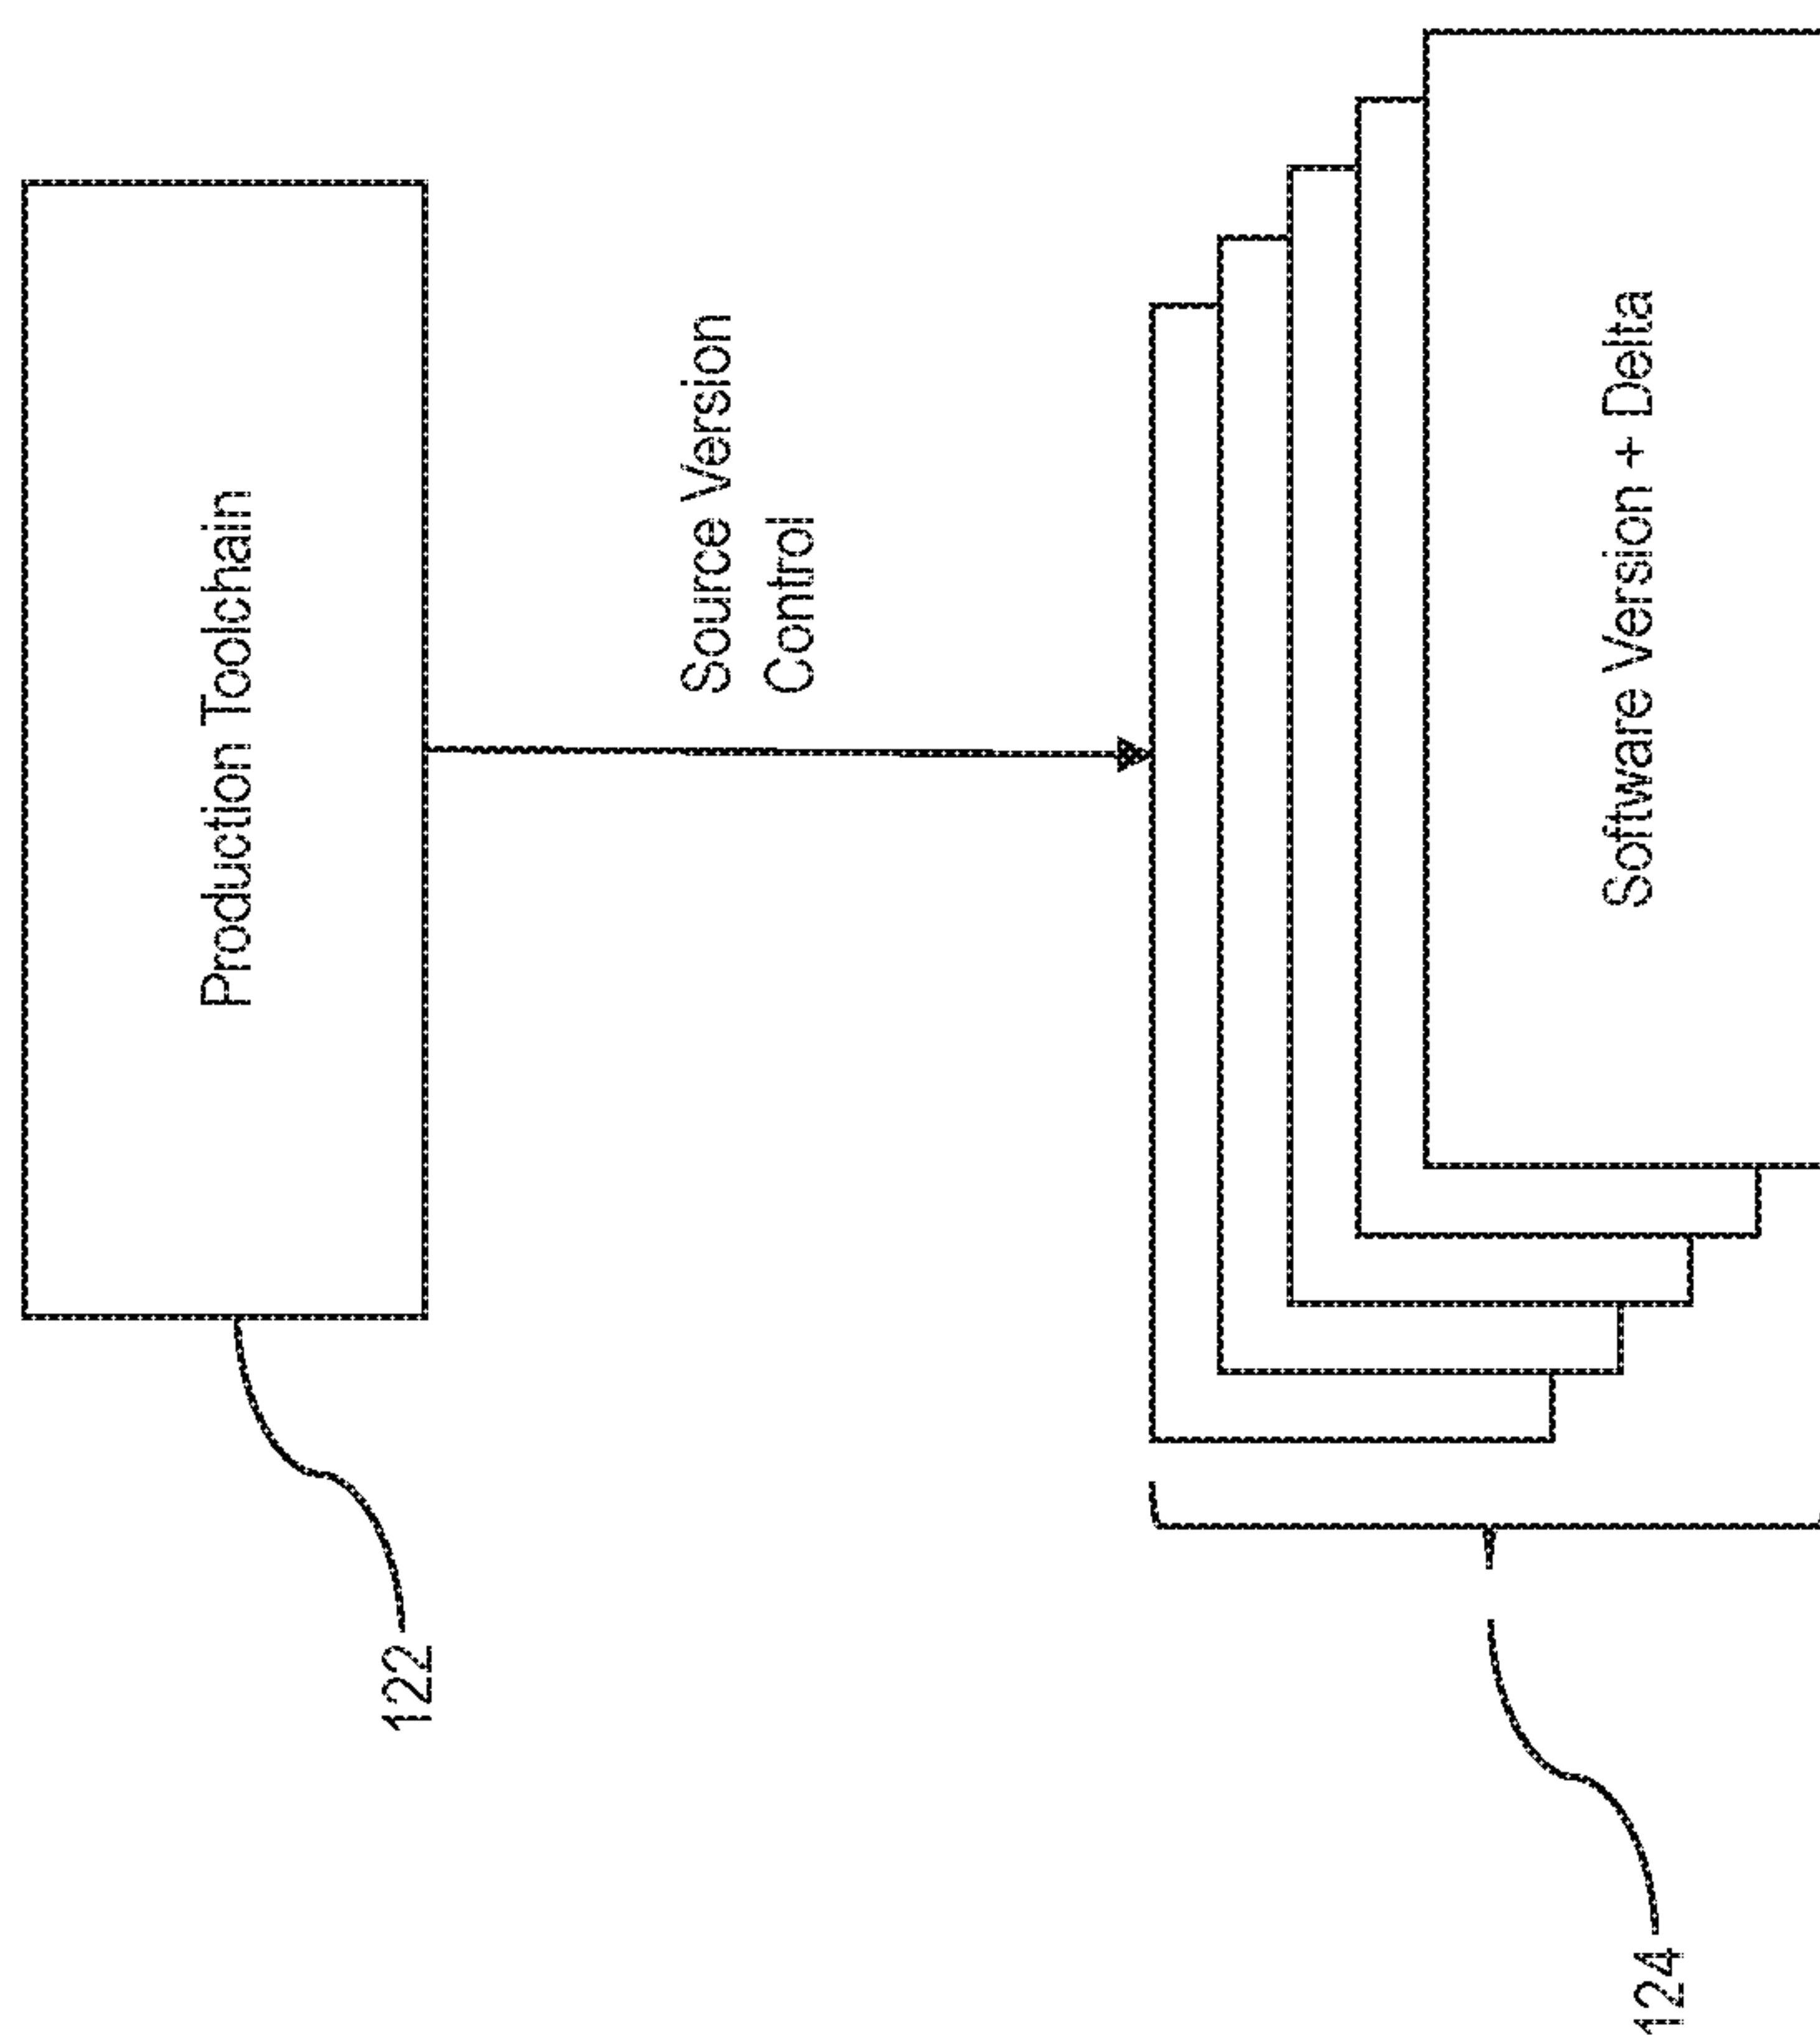 Production Toolchain
122
Source Version
Control
Software Version + Delta
124